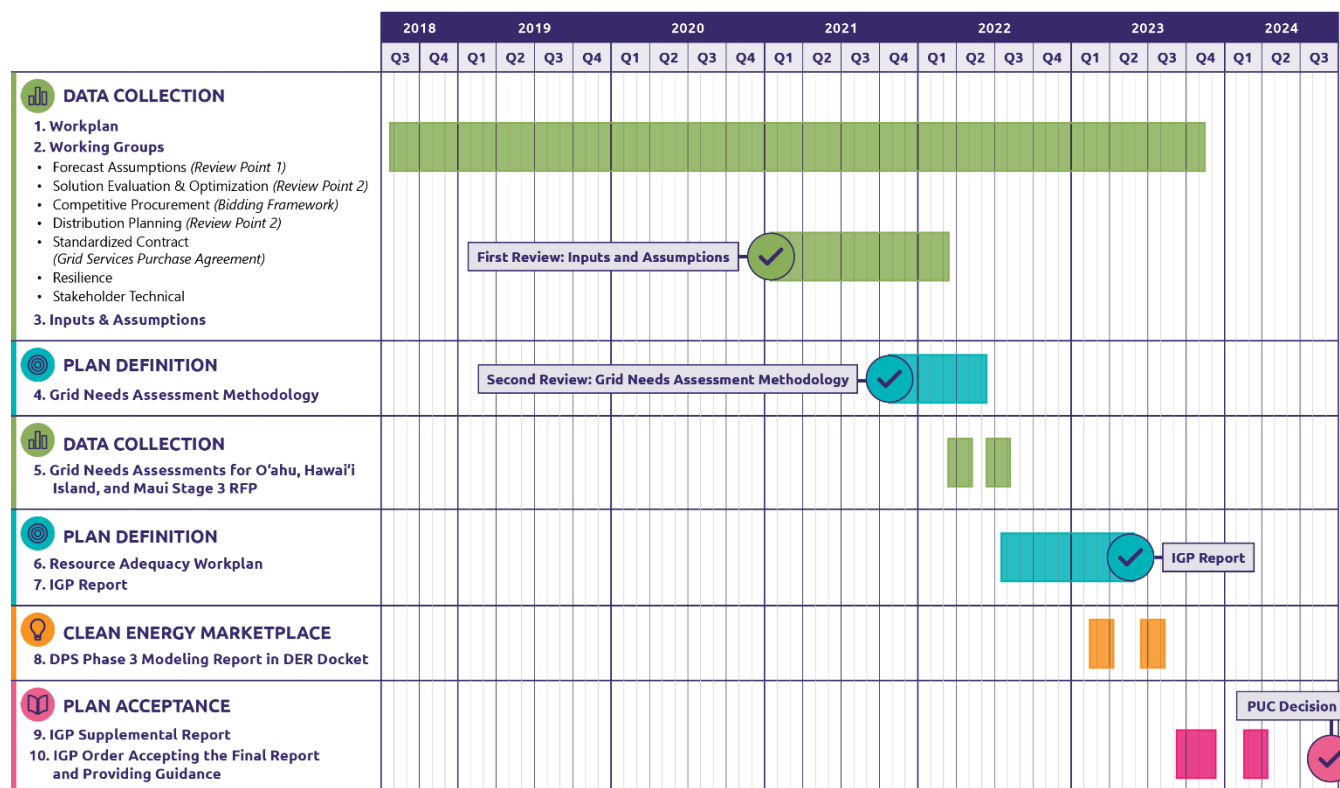 2018 2019 2020 2021 2022 2023 2024
Q3 Q4 Q1 Q2 Q3 Q4 Q1 Q2 Q3 Q4 Q1 Q2 Q3 Q4 Q1 Q2 Q3 Q4 Q1 Q2 Q3 Q4 Q1 Q2 Q3
DATA COLLECTION
1. Workplan
2. Working Groups
• Forecast Assumptions (Review Point 1)
• Solution Evaluation & Optimization (Review Point 2)
• Competitive Procurement (Bidding Framework)
• Distribution Planning (Review Point 2)
• Standardized Contract
(Grid Services Purchase Agreement)
• Resilience
• Stakeholder Technical
3. Inputs & Assumptions
First Review: Inputs and Assumptions
PLAN DEFINITION
4. Grid Needs Assessment Methodology
Second Review: Grid Needs Assessment Methodology
DATA COLLECTION
5. Grid Needs Assessments for Oʻahu, Hawaiʻi
Island, and Maui Stage 3 RFP
PLAN DEFINITION
6. Resource Adequacy Workplan
7. IGP Report
IGP Report
CLEAN ENERGY MARKETPLACE
8. DPS Phase 3 Modeling Report in DER Docket
PLAN ACCEPTANCE
9. IGP Supplemental Report
10. IGP Order Accepting the Final Report
and Providing Guidance
PUC Decision